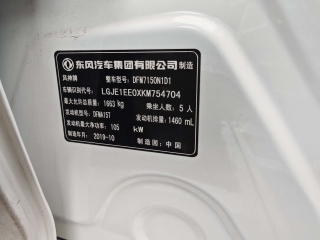 东风汽车集团有限公司 制造
风神牌 整车型号: DFM7150N1D1
车辆识别代号: LGJE1EE0XKM754704
最大允许总质量: 1663 kg 乘坐人数: 5 人
发动机型号: DFMA15T 发动机排量: 1460 mL
发动机最大净功率: 105 kW
制造年月: 2019-10 制造国: 中国